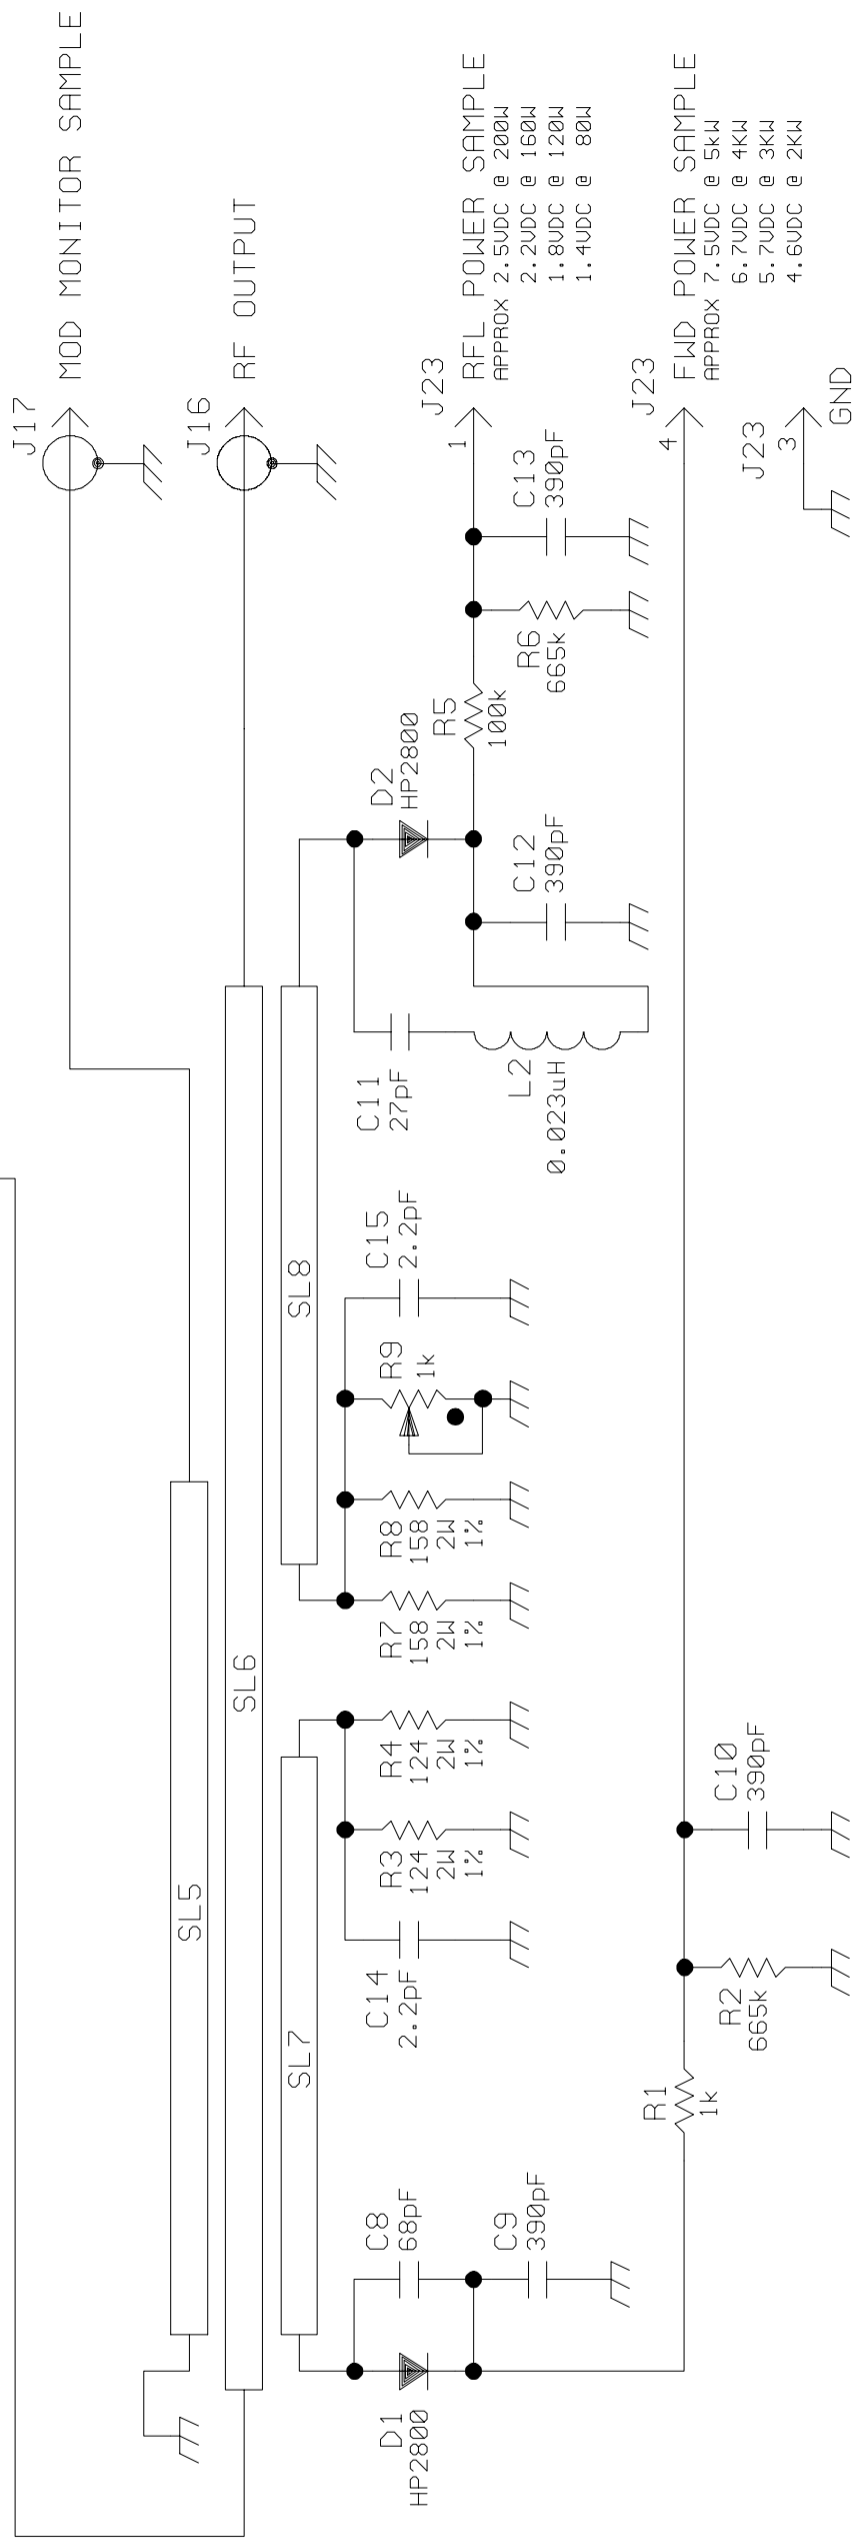 J17
MOD MONITOR SAMPLE
J16
RF OUTPUT
SL5
SL6
SL7
SL8
D1
HP2800
C8
68pF
C9
390pF
C14
2.2pF
R3
124
2W
1%
R4
124
2W
1%
R7
158
2W
1%
R8
158
2W
1%
R9
1k
C15
2.2pF
C11
27pF
L2
0.023uH
D2
HP2800
C12
390pF
R5
100k
R6
665k
C13
390pF
J23
1
RFL POWER SAMPLE
APPROX 2.5VDC @ 200W
2.2VDC @ 160W
1.8VDC @ 120W
1.4VDC @ 80W
R1
1k
R2
665k
C10
390pF
J23
4
FWD POWER SAMPLE
APPROX 7.5VDC @ 5kW
6.7VDC @ 4KW
5.7VDC @ 3KW
4.6VDC @ 2KW
J23
3
GND